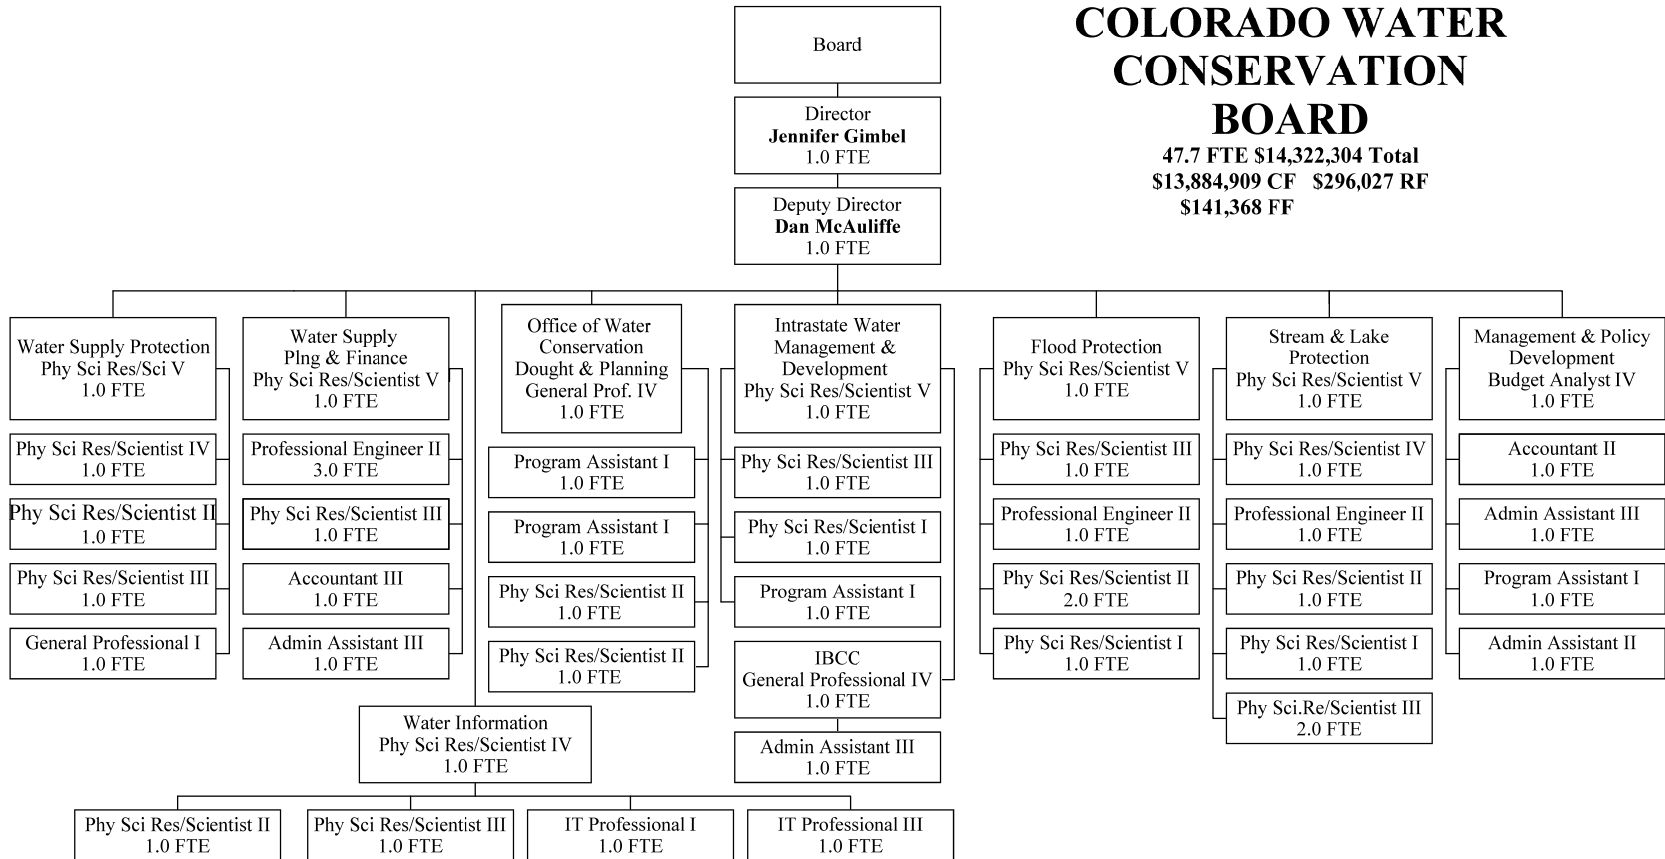 COLORADO WATER
CONSERVATION
BOARD
47.7 FTE $14,322,304 Total
$13,884,909 CF $296,027 RF
$141,368 FF
Board
Director
Jennifer Gimbel
1.0 FTE
Deputy Director
Dan McAuliffe
1.0 FTE
Water Supply Protection
Phy Sci Res/Sci V
1.0 FTE
Phy Sci Res/Scientist IV
1.0 FTE
Phy Sci Res/Scientist II
1.0 FTE
Phy Sci Res/Scientist III
1.0 FTE
General Professional I
1.0 FTE
Water Supply
Plng & Finance
Phy Sci Res/Scientist V
1.0 FTE
Professional Engineer II
3.0 FTE
Phy Sci Res/Scientist III
1.0 FTE
Accountant III
1.0 FTE
Admin Assistant III
1.0 FTE
Office of Water
Conservation
Dought & Planning
General Prof. IV
1.0 FTE
Program Assistant I
1.0 FTE
Program Assistant I
1.0 FTE
Phy Sci Res/Scientist II
1.0 FTE
Phy Sci Res/Scientist II
1.0 FTE
Intrastate Water
Management &
Development
Phy Sci Res/Scientist V
1.0 FTE
Phy Sci Res/Scientist III
1.0 FTE
Phy Sci Res/Scientist I
1.0 FTE
Program Assistant I
1.0 FTE
IBCC
General Professional IV
1.0 FTE
Admin Assistant III
1.0 FTE
Flood Protection
Phy Sci Res/Scientist V
1.0 FTE
Phy Sci Res/Scientist III
1.0 FTE
Professional Engineer II
1.0 FTE
Phy Sci Res/Scientist II
2.0 FTE
Phy Sci Res/Scientist I
1.0 FTE
Stream & Lake
Protection
Phy Sci Res/Scientist V
1.0 FTE
Phy Sci Res/Scientist IV
1.0 FTE
Professional Engineer II
1.0 FTE
Phy Sci Res/Scientist II
1.0 FTE
Phy Sci Res/Scientist I
1.0 FTE
Phy Sci.Re/Scientist III
2.0 FTE
Management & Policy
Development
Budget Analyst IV
1.0 FTE
Accountant II
1.0 FTE
Admin Assistant III
1.0 FTE
Program Assistant I
1.0 FTE
Admin Assistant II
1.0 FTE
Water Information
Phy Sci Res/Scientist IV
1.0 FTE
Phy Sci Res/Scientist II
1.0 FTE
Phy Sci Res/Scientist III
1.0 FTE
IT Professional I
1.0 FTE
IT Professional III
1.0 FTE